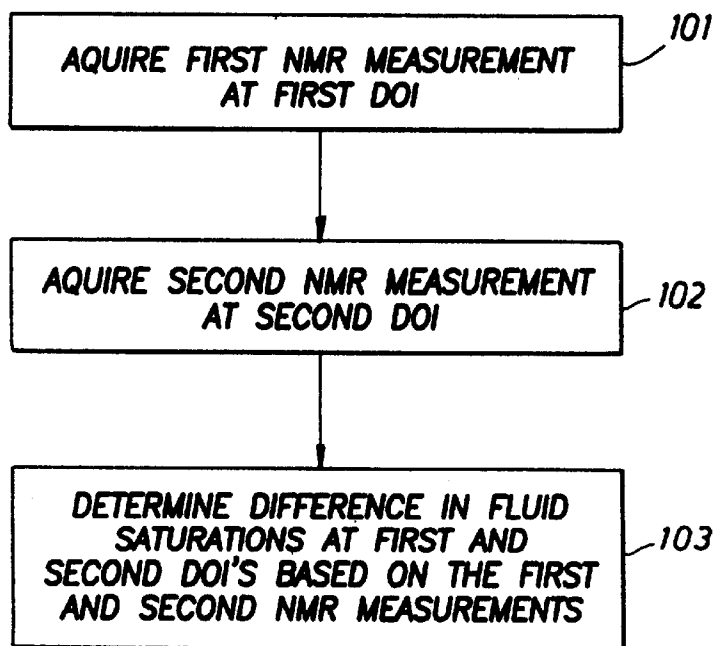 101
AQUIRE FIRST NMR MEASUREMENT
AT FIRST DOI
AQUIRE SECOND NMR MEASUREMENT
AT SECOND DOI
102
DETERMINE DIFFERENCE IN FLUID
SATURATIONS AT FIRST AND
SECOND DOI'S BASED ON THE FIRST
AND SECOND NMR MEASUREMENTS
103